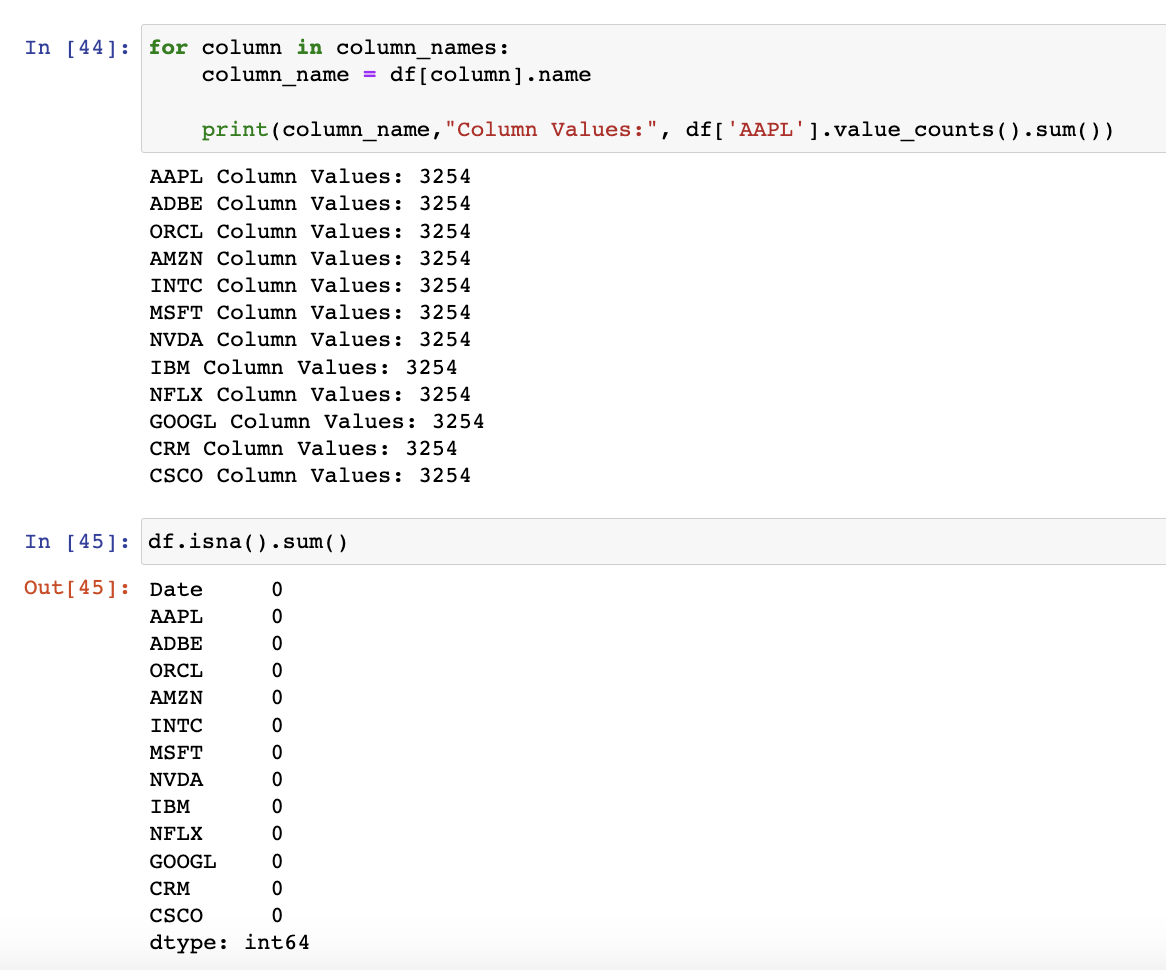 In [44]: for column in column_names:
    column_name = df[column].name
    print(column_name,"Column Values:", df['AAPL'].value_counts().sum())
AAPL Column Values: 3254
ADBE Column Values: 3254
ORCL Column Values: 3254
AMZN Column Values: 3254
INTC Column Values: 3254
MSFT Column Values: 3254
NVDA Column Values: 3254
IBM Column Values: 3254
NFLX Column Values: 3254
GOOGL Column Values: 3254
CRM Column Values: 3254
CSCO Column Values: 3254
In [45]: df.isna().sum()
Out[45]: Date 0
AAPL 0
ADBE 0
ORCL 0
AMZN 0
INTC 0
MSFT 0
NVDA 0
IBM 0
NFLX 0
GOOGL 0
CRM 0
CSCO 0
dtype: int64